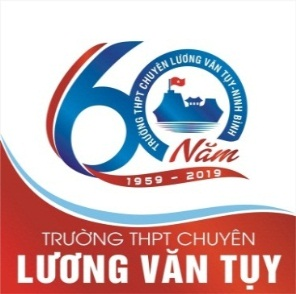 60
TRƯỜNG THPT CHUYÊN LƯƠNG VĂN TỤY-NINH BÌNH
Năm
1959 - 2019
TRƯỜNG THPT CHUYÊN
LƯƠNG VĂN TỤY